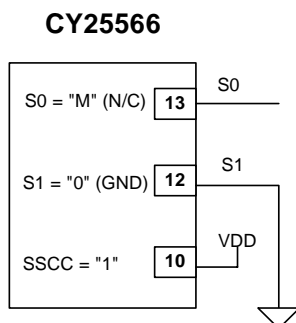 CY25566
S0 = "M" (N/C) 13 S0
S1 = "0" (GND) 12 S1
SSCC = "1" 10 VDD